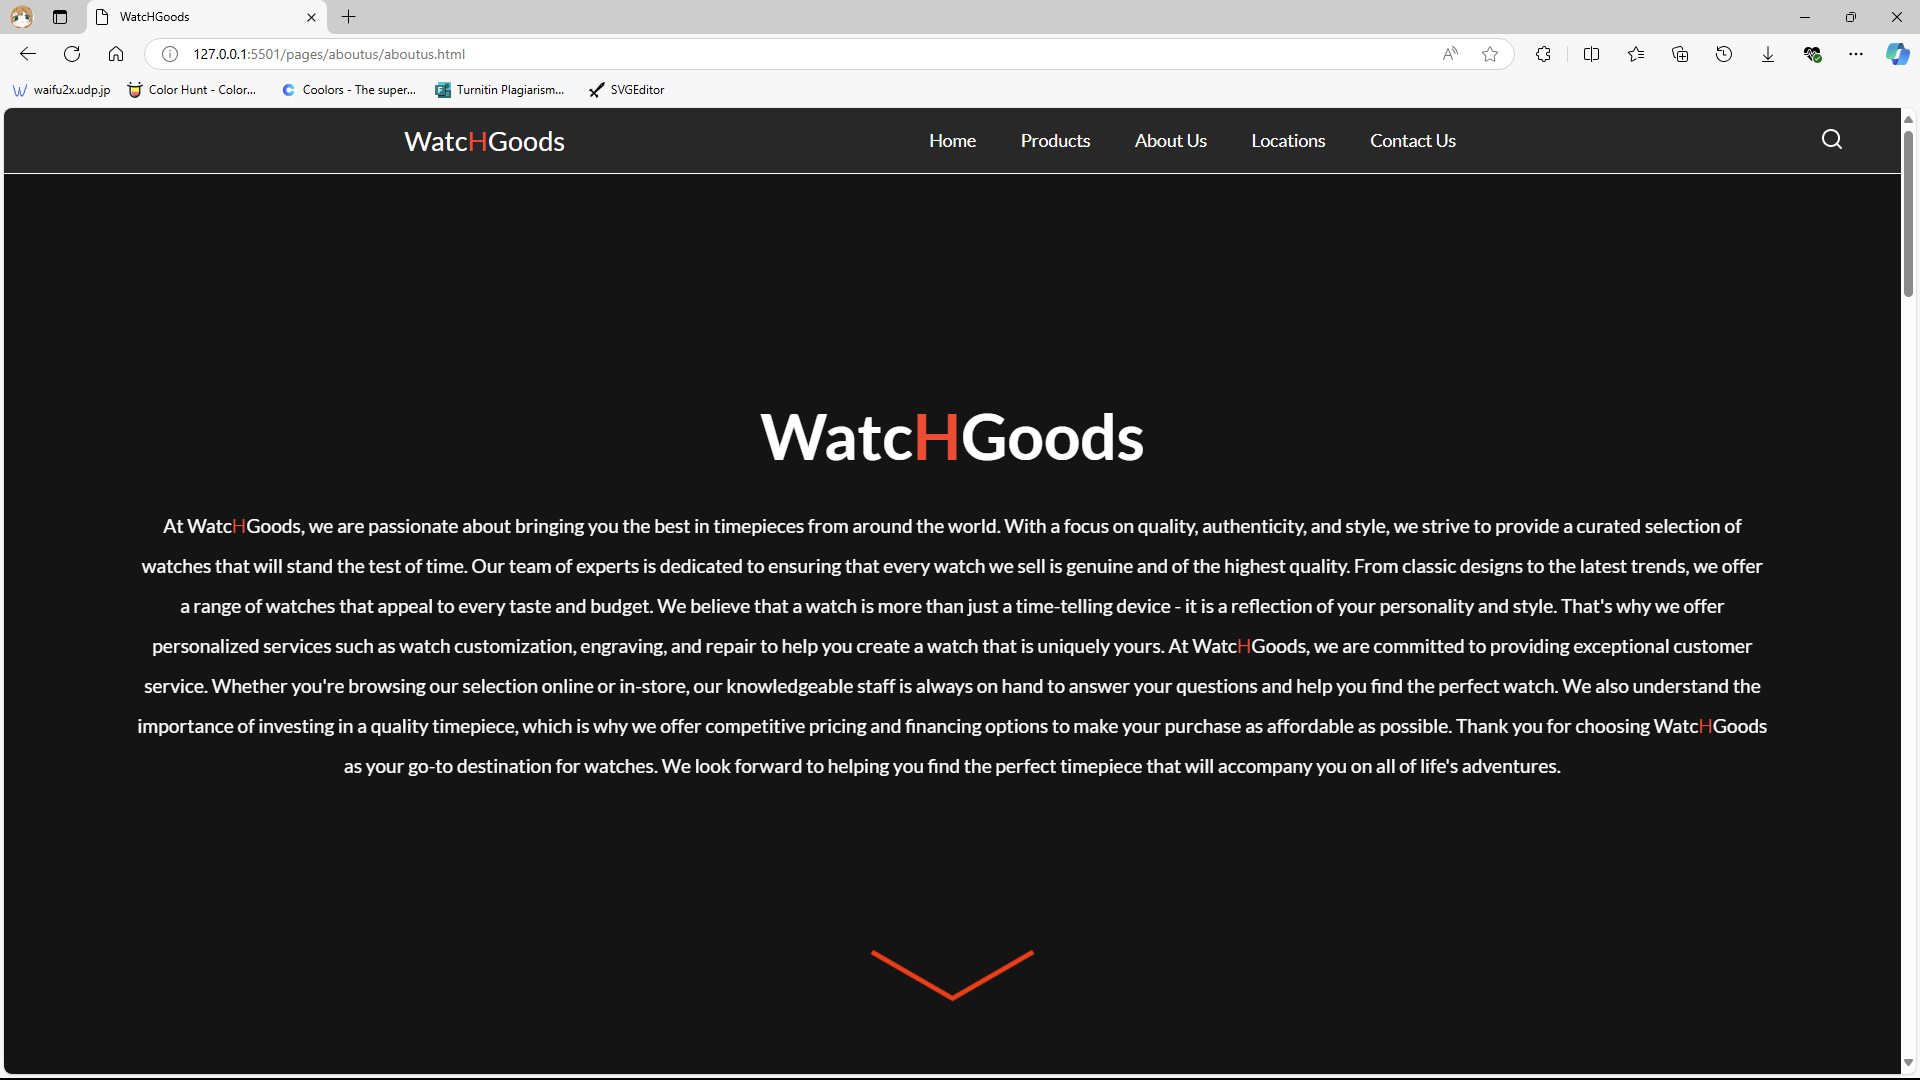 WatcHGoods
127.0.0.1:5501/pages/aboutus/aboutus.html
waifu2x.udp.jp Color Hunt - Color... Coolors - The super... Turnitin Plagiarism... SVGEditor
WatcHGoods Home Products About Us Locations Contact Us
WatcHGoods
At WatcHGoods, we are passionate about bringing you the best in timepieces from around the world. With a focus on quality, authenticity, and style, we strive to provide a curated selection of
watches that will stand the test of time. Our team of experts is dedicated to ensuring that every watch we sell is genuine and of the highest quality. From classic designs to the latest trends, we offer
a range of watches that appeal to every taste and budget. We believe that a watch is more than just a time-telling device - it is a reflection of your personality and style. That's why we offer
personalized services such as watch customization, engraving, and repair to help you create a watch that is uniquely yours. At WatcHGoods, we are committed to providing exceptional customer
service. Whether you're browsing our selection online or in-store, our knowledgeable staff is always on hand to answer your questions and help you find the perfect watch. We also understand the
importance of investing in a quality timepiece, which is why we offer competitive pricing and financing options to make your purchase as affordable as possible. Thank you for choosing WatcHGoods
as your go-to destination for watches. We look forward to helping you find the perfect timepiece that will accompany you on all of life's adventures.